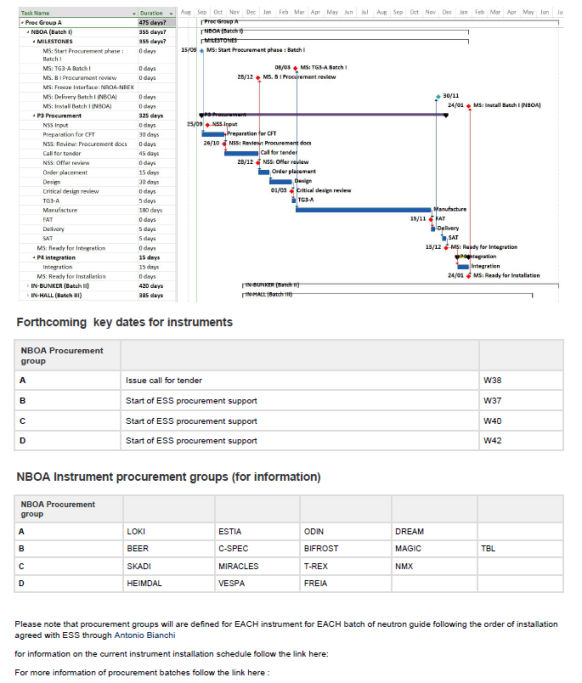 Task Name Duration Aug Sep Oct Nov Dec Jan Feb Mar Apr May Jun Jul Aug Sep Oct Nov Dec Jan Feb Mar Apr May Jun
Proc Group A 475 days? Proc Group A
NBOA (Batch I) 355 days? NBOA (Batch I)
MILESTONES 355 days? MILESTONES
MS: Start Procurement phase : Batch I 0 days 15/09 MS: Start Procurement phase : Batch I
MS: TG3-A Batch I 0 days 08/03 MS: TG3-A Batch I
MS. B I Procurement review 0 days 28/12 MS. B I Procurement review
MS: Freeze Interface: NBOA-NBEX
MS: Delivery Batch I (NBOA) 0 days 30/11
MS: Install Batch I (NBOA) 0 days 24/01 MS: Install Batch I (NBOA)
P3 Procurement 325 days P3 Procurement
NSS Input 0 days 25/09 NSS Input
Preparation for CFT 30 days Preparation for CFT
NSS: Review: Procurement docs 0 days 26/10 NSS: Review: Procurement docs
Call for tender 45 days Call for tender
NSS: Offer review 0 days 28/12 NSS: Offer review
Order placement 15 days Order placement
Design 30 days Design
Critical design review 0 days 01/03 Critical design review
TG3-A 5 days TG3-A
Manufacture 180 days Manufacture
FAT 0 days 15/11 FAT
Delivery 5 days Delivery
SAT 5 days SAT
MS: Ready for Integration 0 days 13/12 MS: Ready for Integration
P4 integration 15 days P4 integration
Integration 15 days Integration
MS: Ready for Installation 0 days 24/01 MS: Ready for Installation
IN-BUNKER (Batch II) 420 days IN-BUNKER (Batch II)
IN-HALL (Batch III) 385 days IN-HALL (Batch III)
Forthcoming key dates for instruments
NBOA Procurement group
A Issue call for tender W38
B Start of ESS procurement support W37
C Start of ESS procurement support W40
D Start of ESS procurement support W42
NBOA Instrument procurement groups (for information)
NBOA Procurement group
A LOKI ESTIA ODIN DREAM
B BEER C-SPEC BIFROST MAGIC TBL
C SKADI MIRACLES T-REX NMX
D HEIMDAL VESPA FREIA
Please note that procurement groups will are defined for EACH instrument for EACH batch of neutron guide following the order of installation
agreed with ESS through Antonio Bianchi
for information on the current instrument installation schedule follow the link here:
For more information of procurement batches follow the link here :